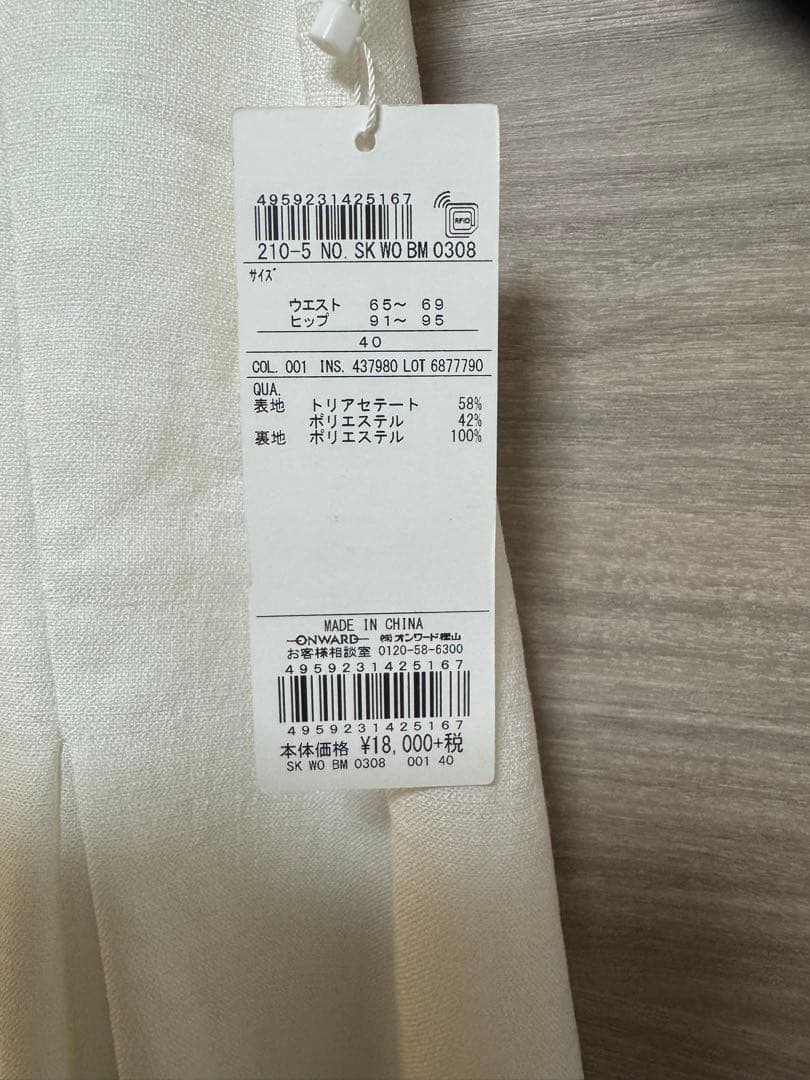 4959231425167
RFID
210-5 NO. SK WO BM 0308
サイズ
ウエスト 65～ 69
ヒップ 91～ 95
40
COL. 001 INS. 437980 LOT 6877790
QUA.
表地 トリアセテート 58%
ポリエステル 42%
裏地 ポリエステル 100%
MADE IN CHINA
ONWARD ㈱オンワード樫山
お客様相談室 0120-58-6300
4959231425167
4959231425167
本体価格 ¥18,000+税
SK WO BM 0308 001 40